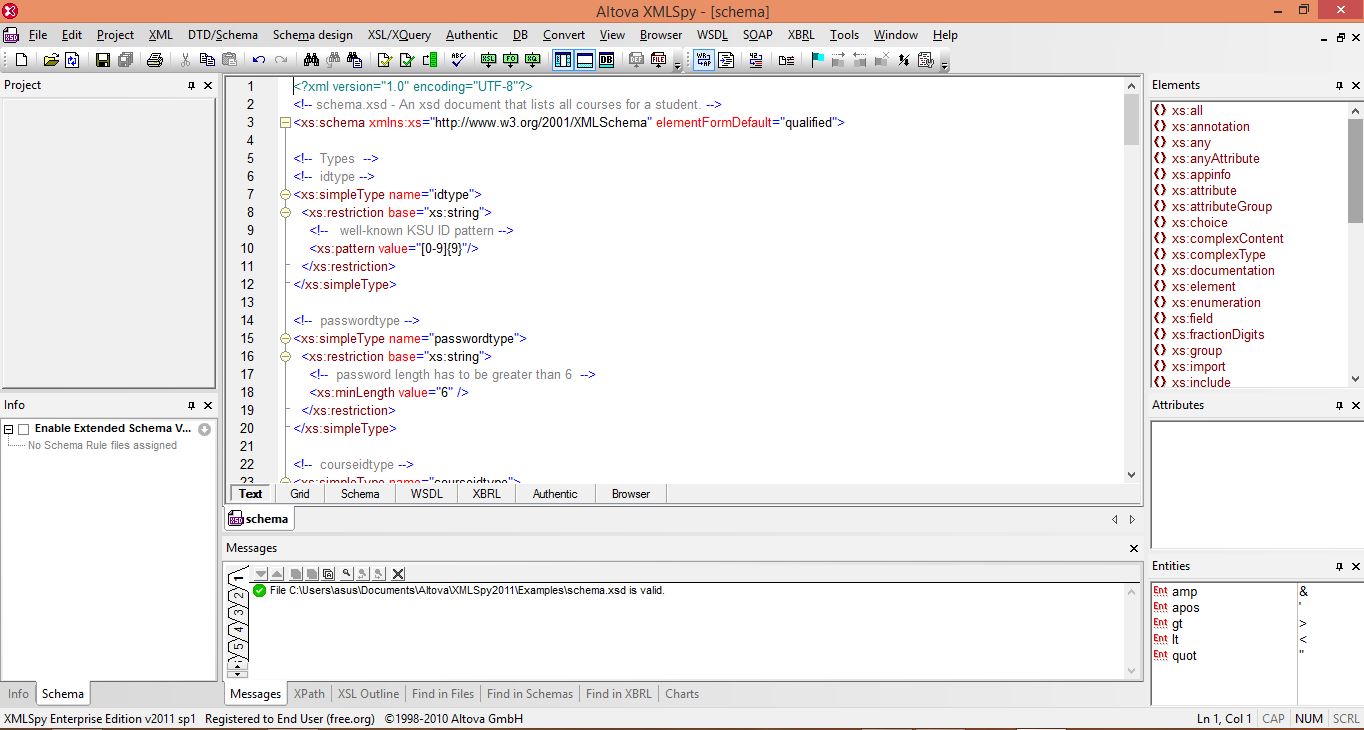 Altova XMLSpy - [schema]
File Edit Project XML DTD/Schema Schema design XSL/XQuery Authentic DB Convert View Browser WSDL SOAP XBRL Tools Window Help
Project
1 <?xml version="1.0" encoding="UTF-8"?>
2 <!-- schema.xsd - An xsd document that lists all courses for a student. -->
3 <xs:schema xmlns:xs="http://www.w3.org/2001/XMLSchema" elementFormDefault="qualified">
4
5 <!-- Types -->
6 <!-- idtype -->
7 <xs:simpleType name="idtype">
8 <xs:restriction base="xs:string">
9 <!-- well-known KSU ID pattern -->
10 <xs:pattern value="[0-9]{9}"/>
11 </xs:restriction>
12 </xs:simpleType>
13
14 <!-- passwordtype -->
15 <xs:simpleType name="passwordtype">
16 <xs:restriction base="xs:string">
17 <!-- password length has to be greater than 6 -->
18 <xs:minLength value="6" />
19 </xs:restriction>
20 </xs:simpleType>
21
22 <!-- courseidtype -->
23 <xs:simpleType name="courseidtype">
Text Grid Schema WSDL XBRL Authentic Browser
schema
Info
Enable Extended Schema V...
No Schema Rule files assigned
Info Schema
Messages
1
2
3
4
5
File C:\Users\asus\Documents\Altova\XMLSpy2011\Examples\schema.xsd is valid.
Messages XPath XSL Outline Find in Files Find in Schemas Find in XBRL Charts
Elements
xs:all
xs:annotation
xs:any
xs:anyAttribute
xs:appinfo
xs:attribute
xs:attributeGroup
xs:choice
xs:complexContent
xs:complexType
xs:documentation
xs:element
xs:enumeration
xs:field
xs:fractionDigits
xs:group
xs:import
xs:include
Attributes
Entities
Ent amp &
Ent apos '
Ent gt >
Ent lt <
Ent quot "
XMLSpy Enterprise Edition v2011 sp1 Registered to End User (free.org) ©1998-2010 Altova GmbH
Ln 1, Col 1 CAP NUM SCRL